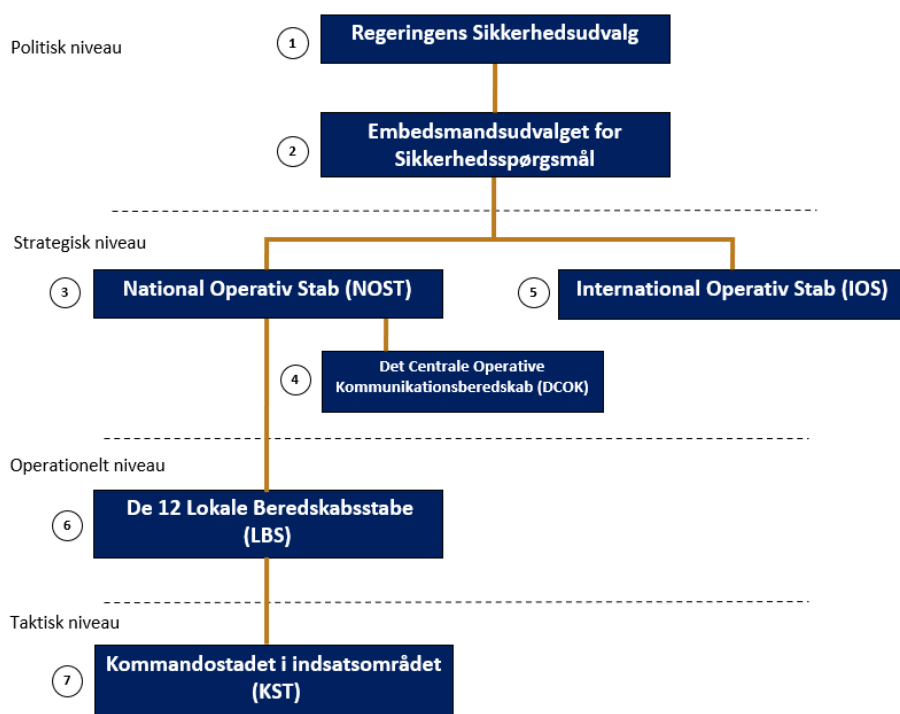 Politisk niveau
1
Regeringens Sikkerhedsudvalg
2
Embedsmandsudvalget for
Sikkerhedsspørgsmål
Strategisk niveau
3
National Operativ Stab (NOST)
5
International Operativ Stab (IOS)
4
Det Centrale Operative
Kommunikationsberedskab (DCOK)
Operationelt niveau
6
De 12 Lokale Beredskabsstabe
(LBS)
Taktisk niveau
7
Kommandostadet i indsatsområdet
(KST)